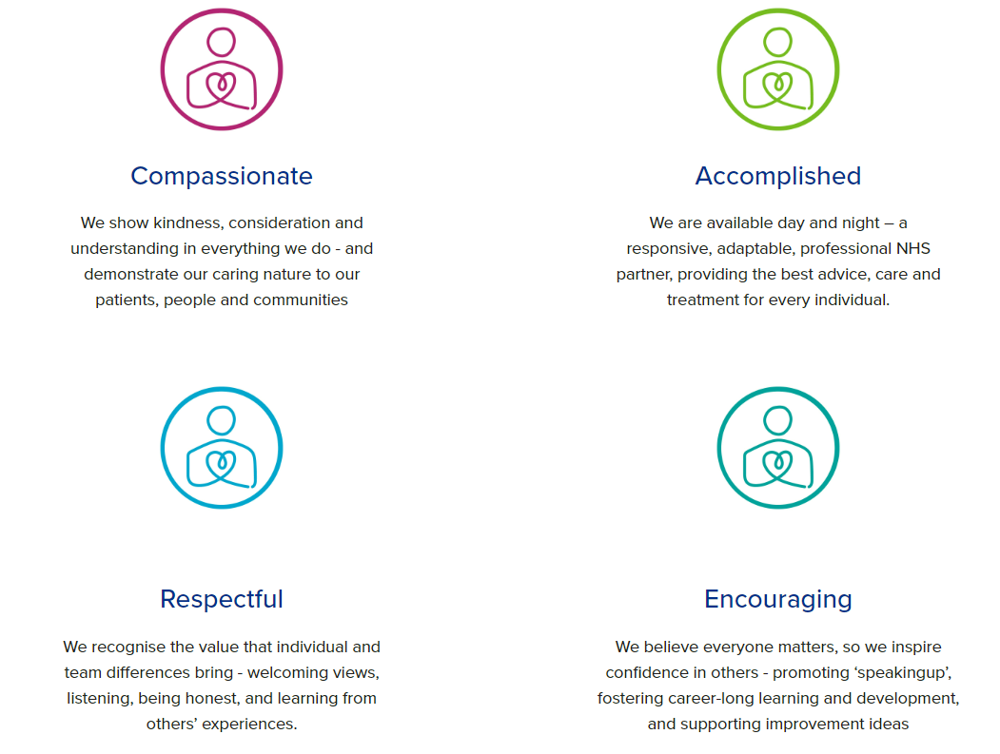 Compassionate
We show kindness, consideration and
understanding in everything we do - and
demonstrate our caring nature to our
patients, people and communities
Accomplished
We are available day and night – a
responsive, adaptable, professional NHS
partner, providing the best advice, care and
treatment for every individual.
Respectful
We recognise the value that individual and
team differences bring - welcoming views,
listening, being honest, and learning from
others’ experiences.
Encouraging
We believe everyone matters, so we inspire
confidence in others - promoting ‘speakingup’,
fostering career-long learning and development,
and supporting improvement ideas